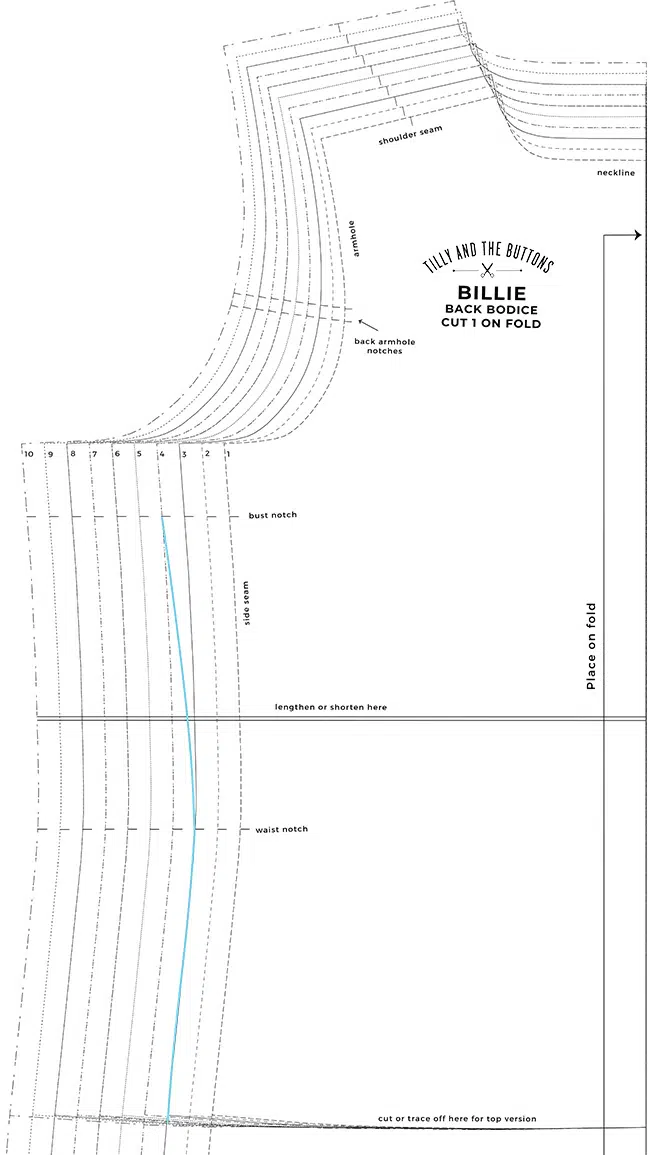 shoulder seam
neckline
armhole
TILLY AND THE BUTTONS
BILLIE
BACK BODICE
CUT 1 ON FOLD
back armhole
notches
10 9 8 7 6 5 4 3 2 1
bust notch
side seam
Place on fold
lengthen or shorten here
waist notch
cut or trace off here for top version